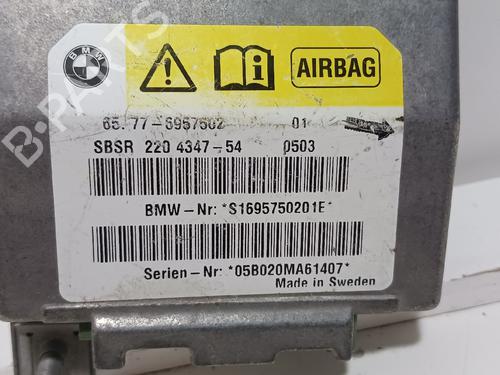 BMW
AIRBAG
65.77-6957502 01
SBSR 220 4347-54 0503
BMW-Nr: *S1695750201E*
Serien-Nr: *05B020MA61407*
Made in Sweden
B-PARTS